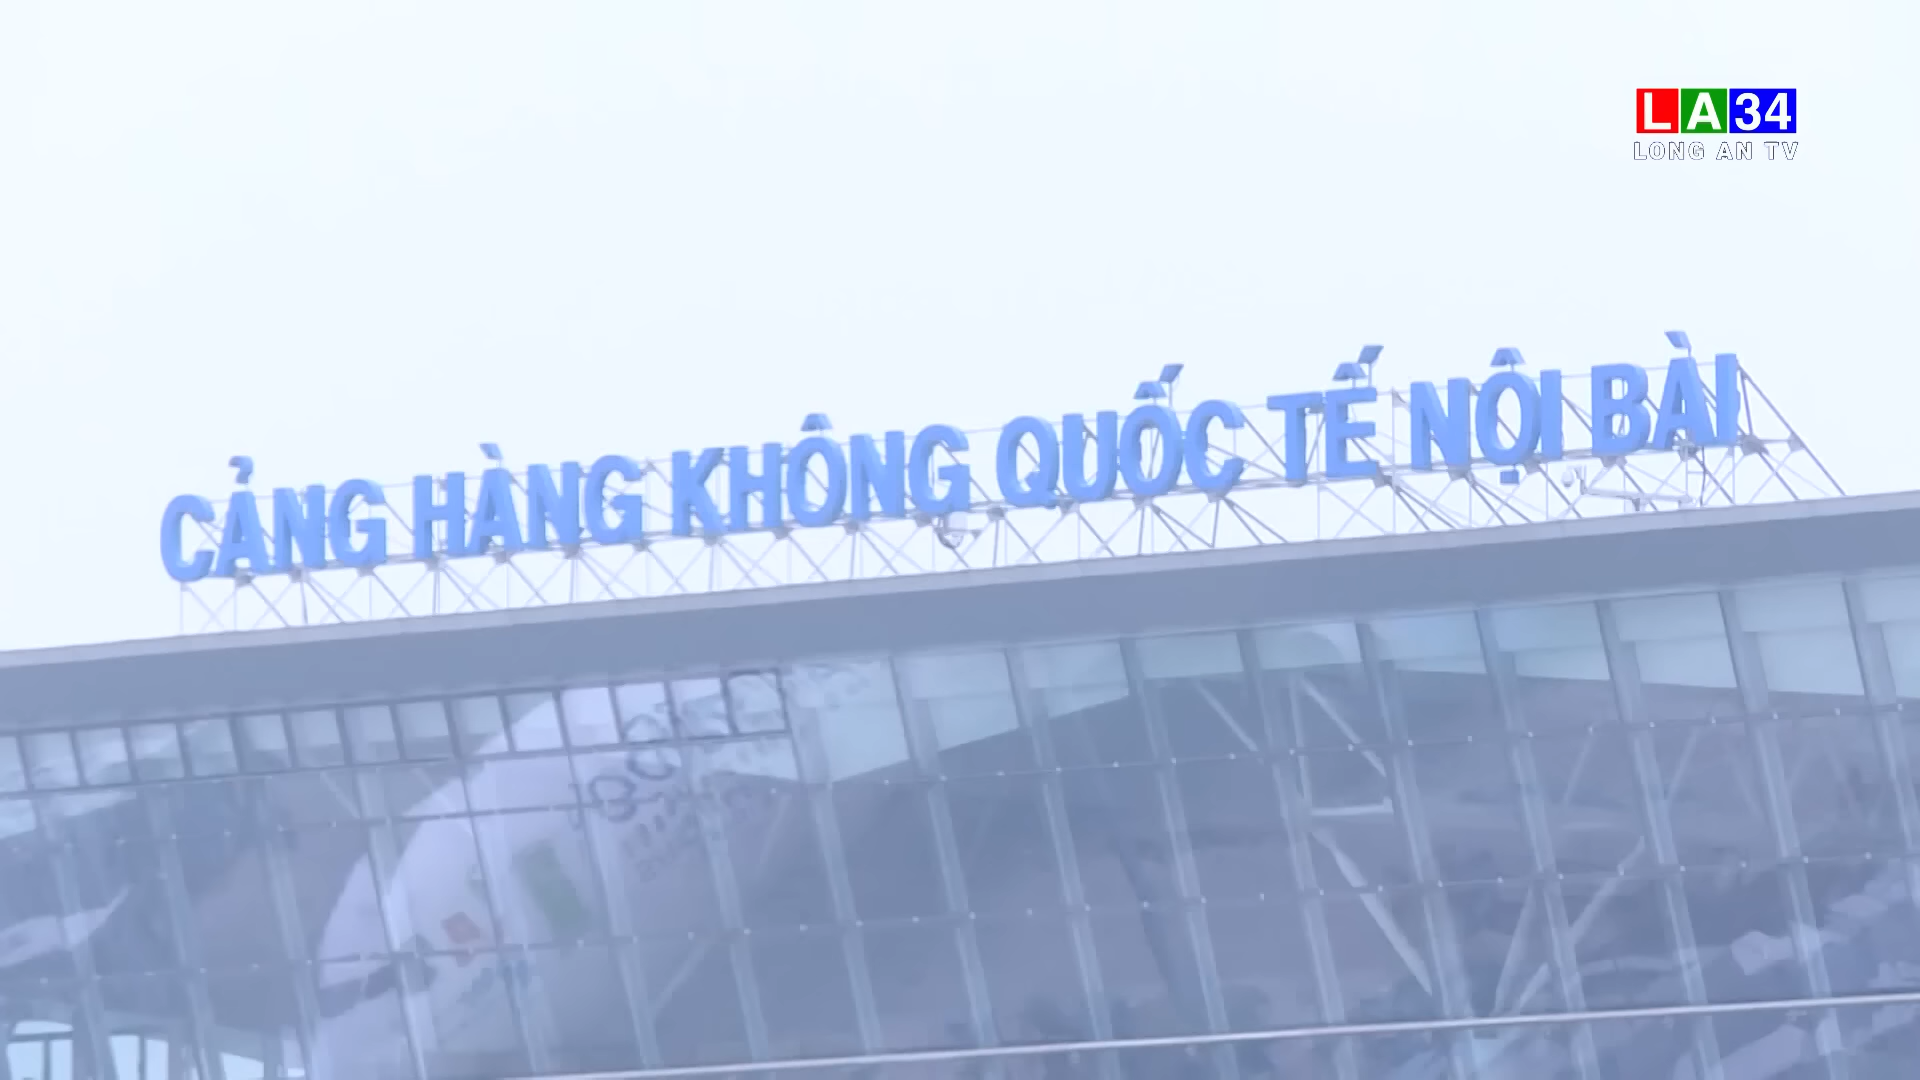 LA34
LONG AN TV
CẢNG HÀNG KHÔNG QUỐC TẾ NỘI BÀI